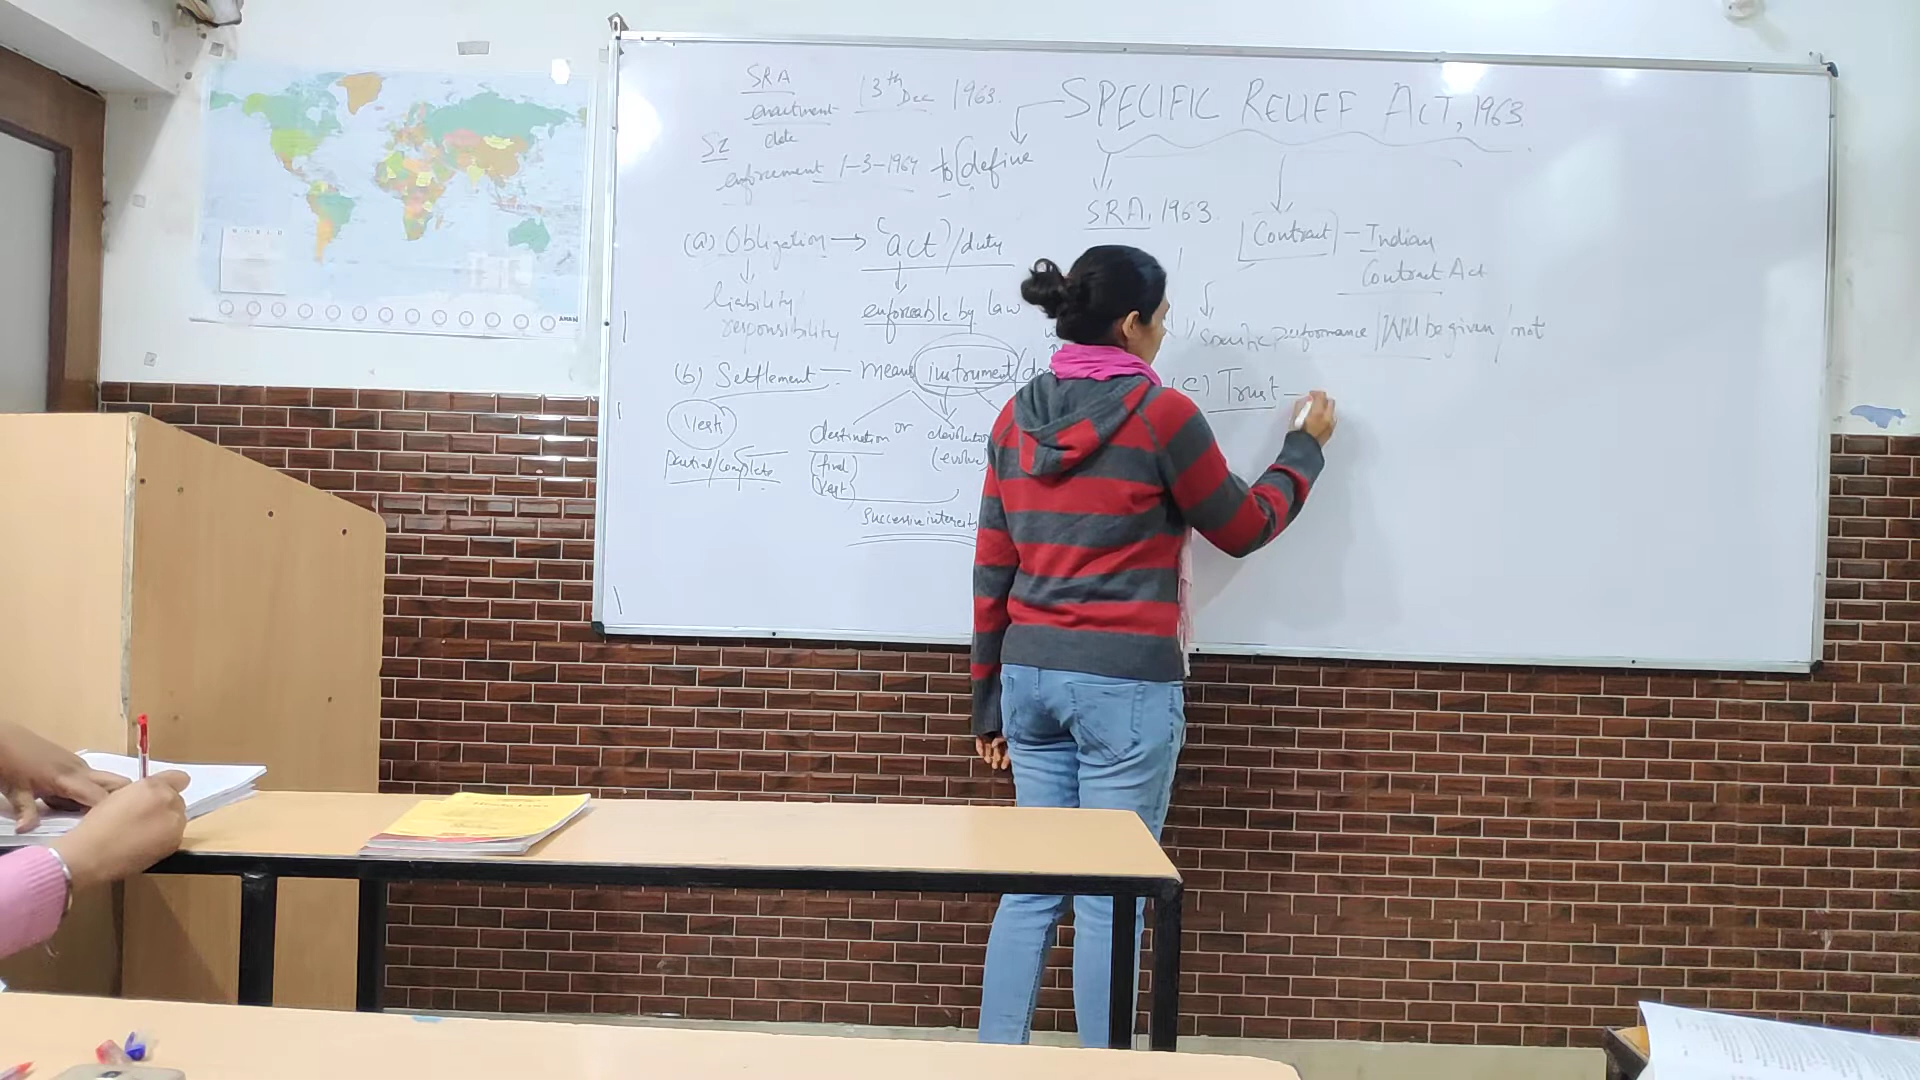 SPECIFIC RELIEF ACT, 1963.
SRA
enactment
date
13th Dec 1963.
S2
enforcement 1-3-1964
to define
SRA, 1963.
Contract - Indian
Contract Act
Specific performance / Will be given / not
(a) Obligation → "act" / duty
liability /
responsibility
enforceable by law
(b) Settlement — means instrument /
Vest
partial/complete
destination or
(final
vest)
Successive interests
(C) Trust -
WORLD